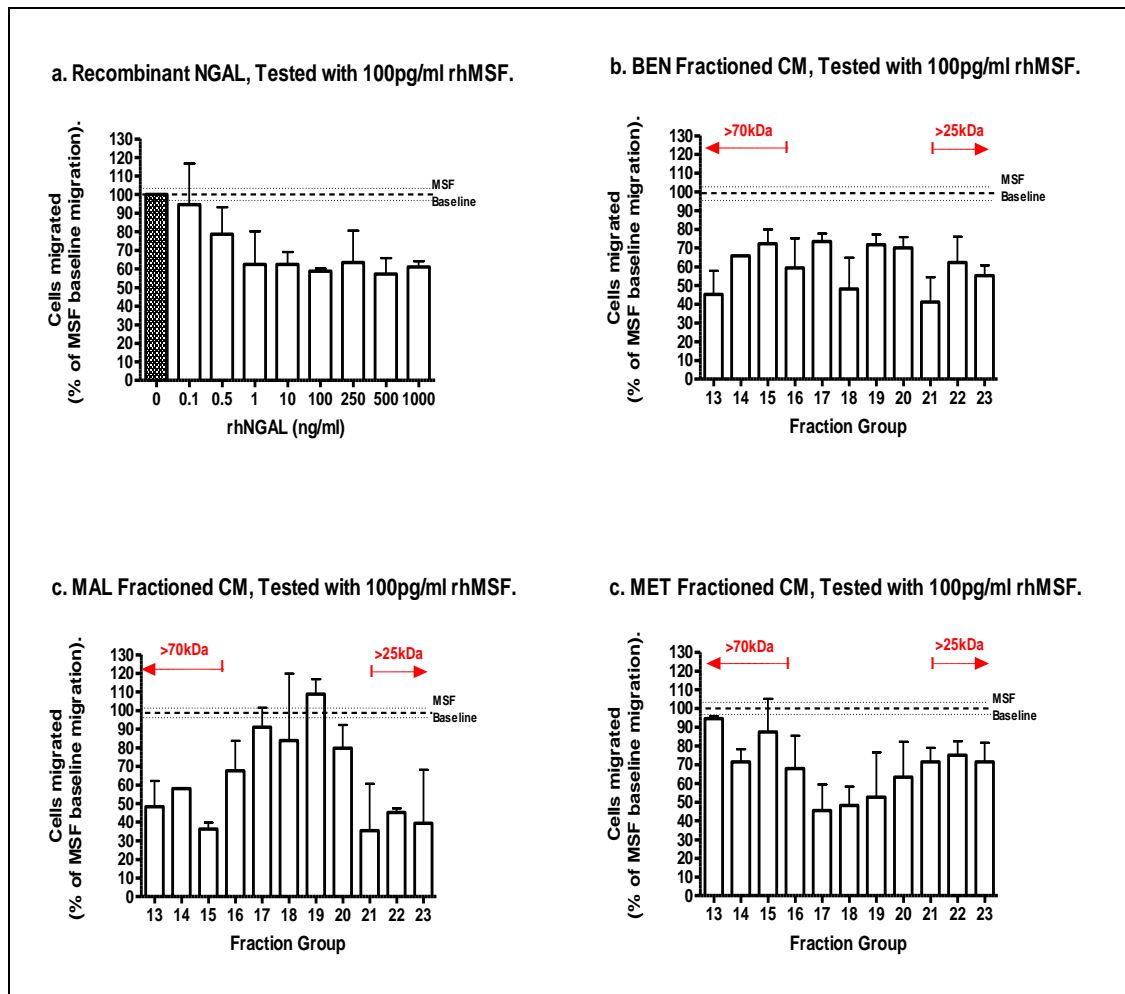 a. Recombinant NGAL, Tested with 100pg/ml rhMSF.
Cells migrated
(% of MSF baseline migration).
130
120
110
100
90
80
70
60
50
40
30
20
10
0
MSF
Baseline
0 0.1 0.5 1 10 100 250 500 1000
rhNGAL (ng/ml)
b. BEN Fractioned CM, Tested with 100pg/ml rhMSF.
>70kDa >25kDa
Cells migrated
(% of MSF baseline migration).
130
120
110
100
90
80
70
60
50
40
30
20
10
0
MSF
Baseline
13 14 15 16 17 18 19 20 21 22 23
Fraction Group
c. MAL Fractioned CM, Tested with 100pg/ml rhMSF.
>70kDa >25kDa
Cells migrated
(% of MSF baseline migration).
130
120
110
100
90
80
70
60
50
40
30
20
10
0
MSF
Baseline
13 14 15 16 17 18 19 20 21 22 23
Fraction Group
c. MET Fractioned CM, Tested with 100pg/ml rhMSF.
>70kDa >25kDa
Cells migrated
(% of MSF baseline migration).
130
120
110
100
90
80
70
60
50
40
30
20
10
0
MSF
Baseline
13 14 15 16 17 18 19 20 21 22 23
Fraction Group